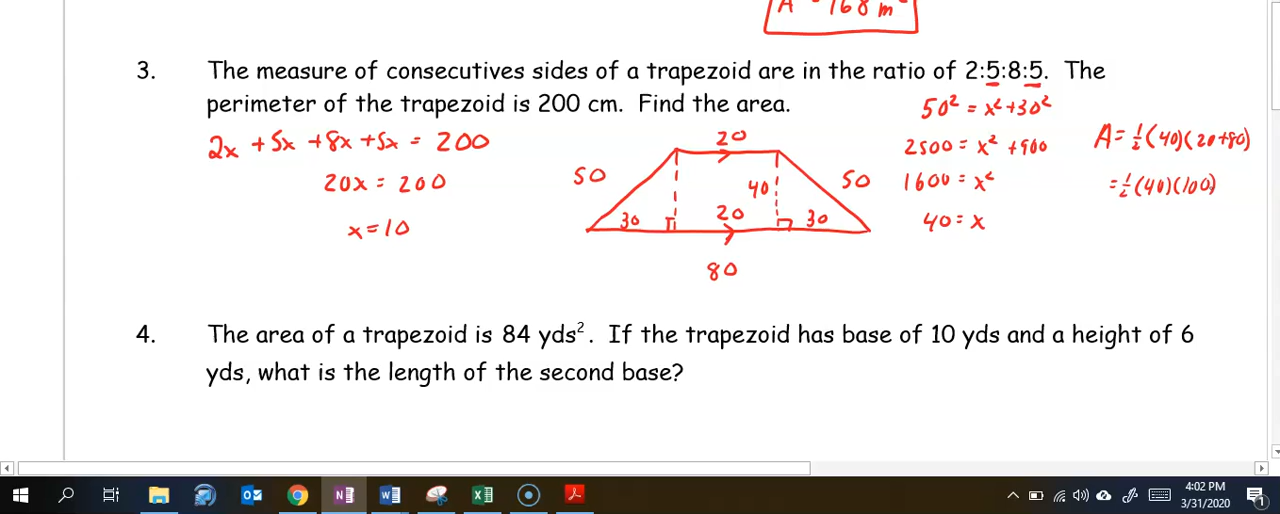 A = 168 m
3. The measure of consecutives sides of a trapezoid are in the ratio of 2:5:8:5. The
perimeter of the trapezoid is 200 cm. Find the area.
2x + 5x + 8x + 5x = 200
20x = 200
x = 10
20
50
50
40
30
20
30
80
50² = x² + 30²
2500 = x² + 900
1600 = x²
40 = x
A = ½(40)(20+80)
= ½(40)(100)
4. The area of a trapezoid is 84 yds². If the trapezoid has base of 10 yds and a height of 6
yds, what is the length of the second base?
4:02 PM
3/31/2020